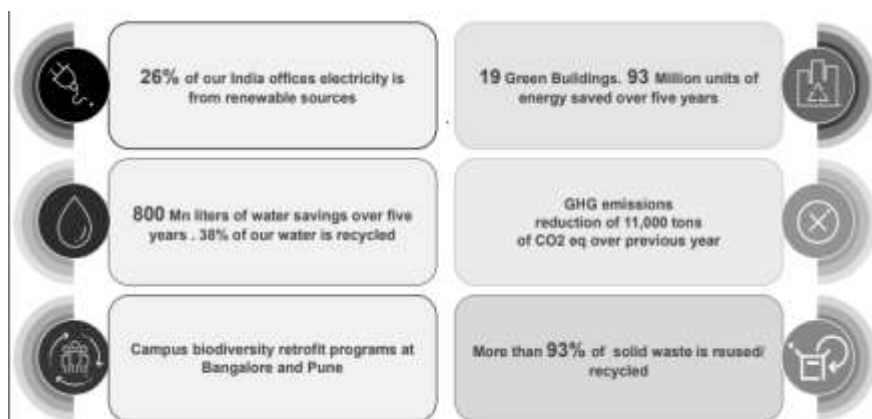 26% of our India offices electricity is
from renewable sources
19 Green Buildings. 93 Million units of
energy saved over five years
800 Mn liters of water savings over five
years . 38% of our water is recycled
GHG emissions
reduction of 11,000 tons
of CO2 eq over previous year
Campus biodiversity retrofit programs at
Bangalore and Pune
More than 93% of solid waste is reused/
recycled